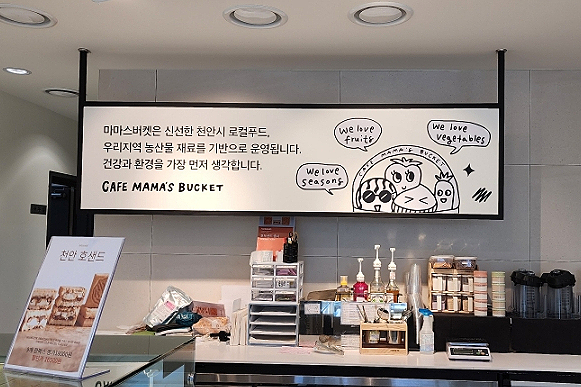 마마스버켓은 신선한 천안시 로컬푸드,
우리지역 농산물 재료를 기반으로 운영됩니다.
건강과 환경을 가장 먼저 생각합니다.
CAFE MAMA'S BUCKET
We love
fruits
We love
vegetables
We love
seasons
CAFE MAMA'S BUCKET
천안 호샌드